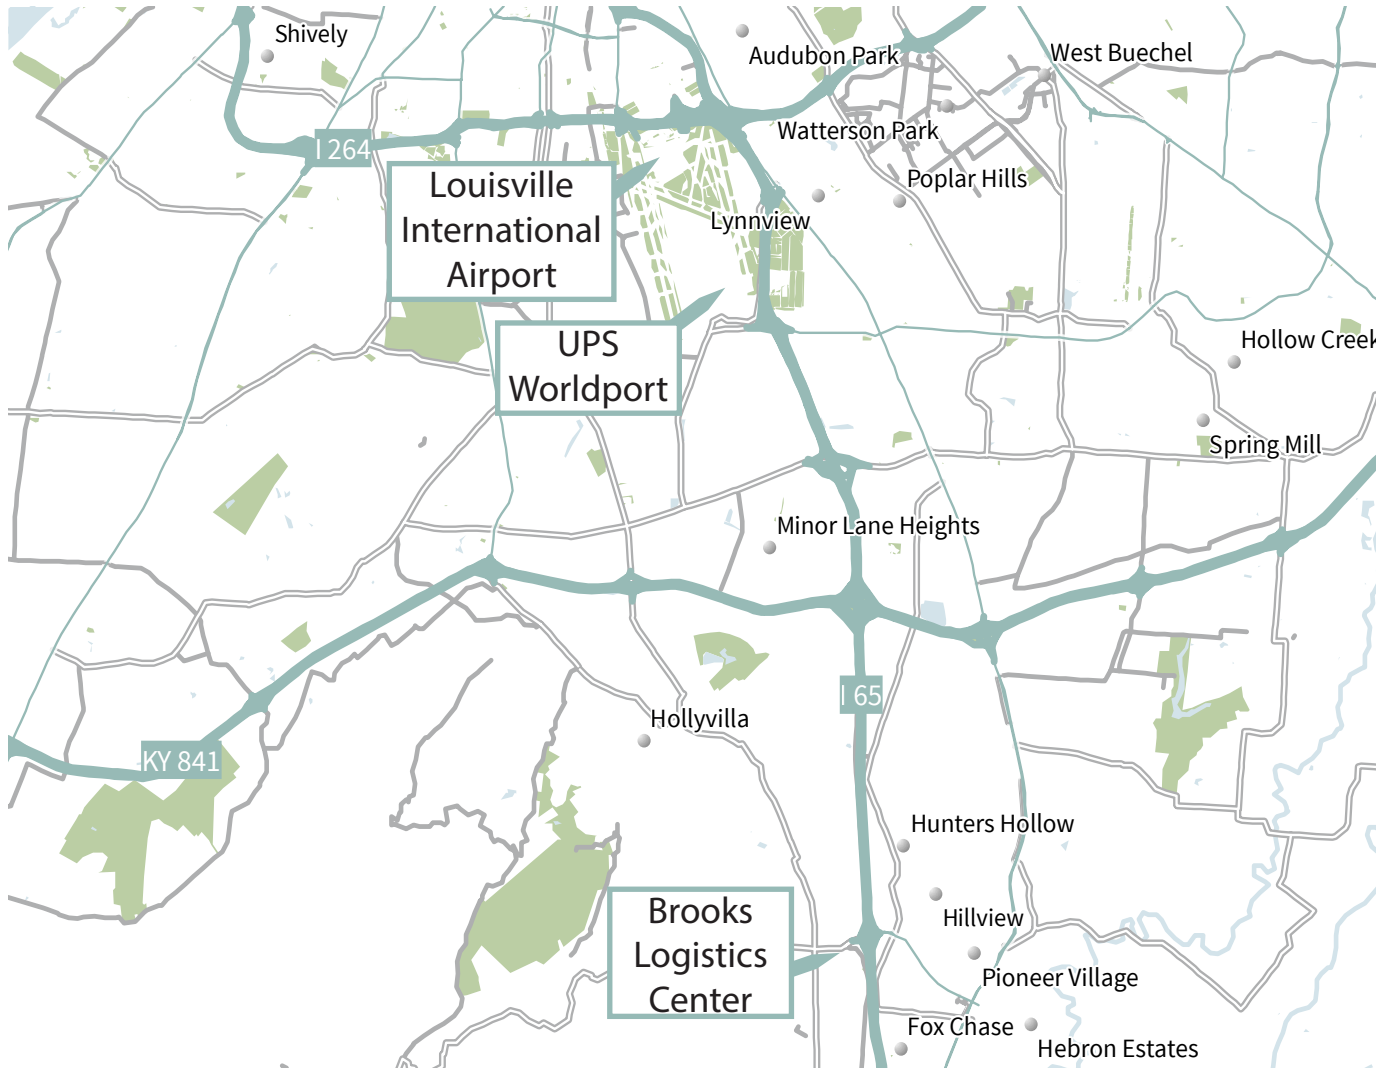 Shively
Audubon Park
West Buechel
Watterson Park
I 264
Louisville
International
Airport
Poplar Hills
Lynnview
UPS
Worldport
Hollow Creek
Spring Mill
Minor Lane Heights
I 65
Hollyvilla
KY 841
Hunters Hollow
Brooks
Logistics
Center
Hillview
Pioneer Village
Fox Chase
Hebron Estates